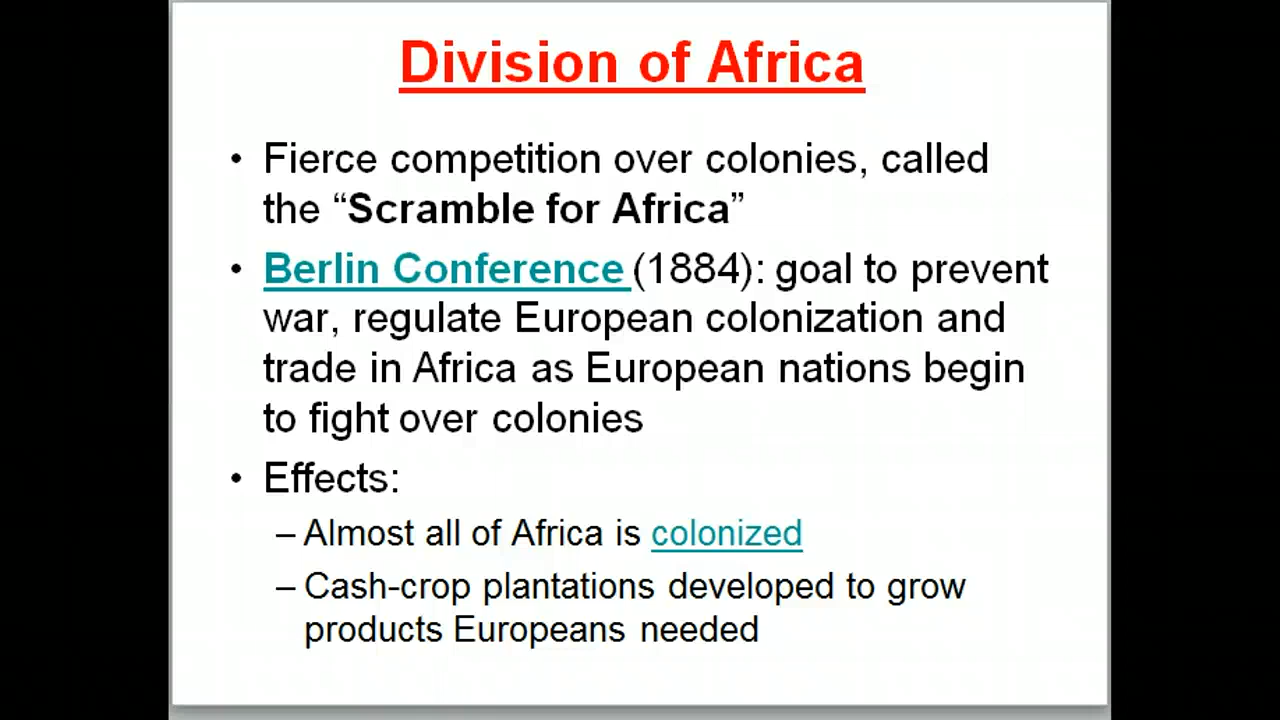 Division of Africa
• Fierce competition over colonies, called
the “Scramble for Africa”
• Berlin Conference (1884): goal to prevent
war, regulate European colonization and
trade in Africa as European nations begin
to fight over colonies
• Effects:
– Almost all of Africa is colonized
– Cash-crop plantations developed to grow
products Europeans needed